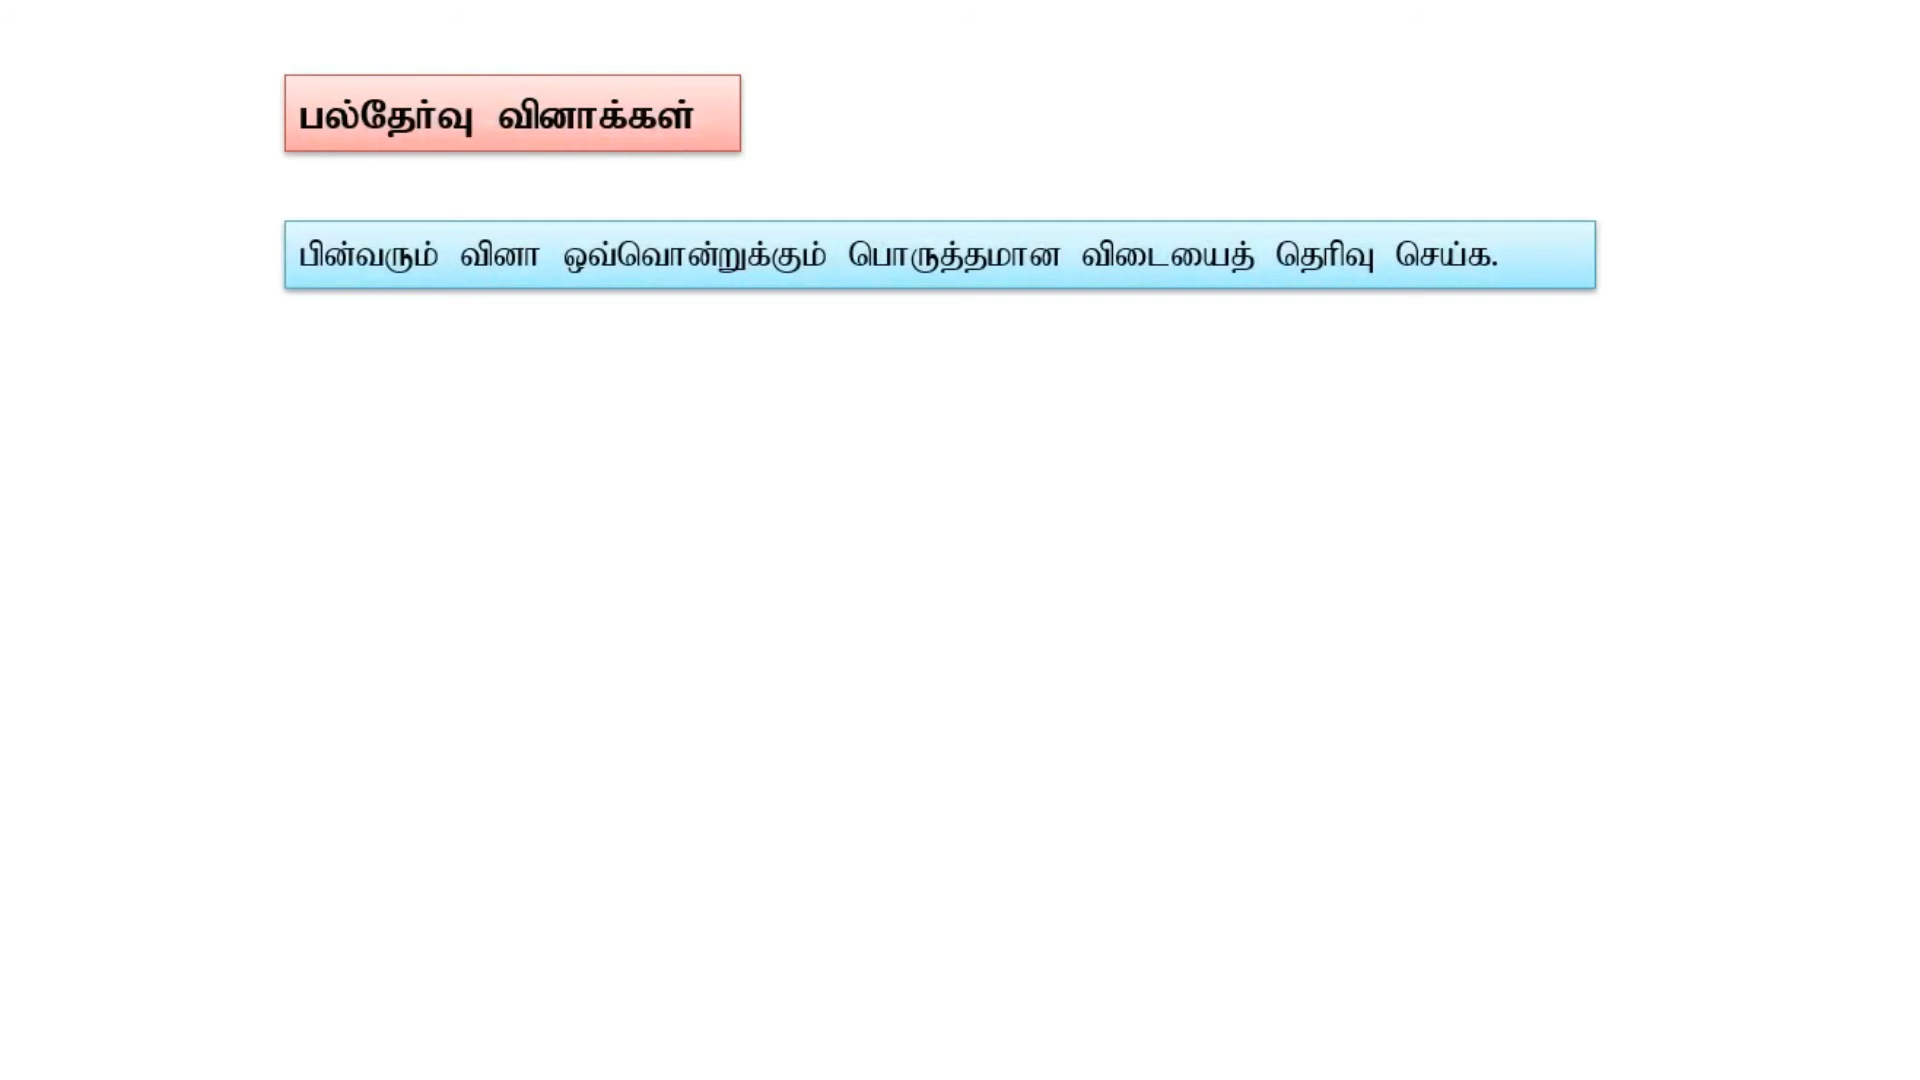 பல்தேர்வு வினாக்கள்
பின்வரும் வினா ஒவ்வொன்றுக்கும் பொருத்தமான விடையைத் தெரிவு செய்க.